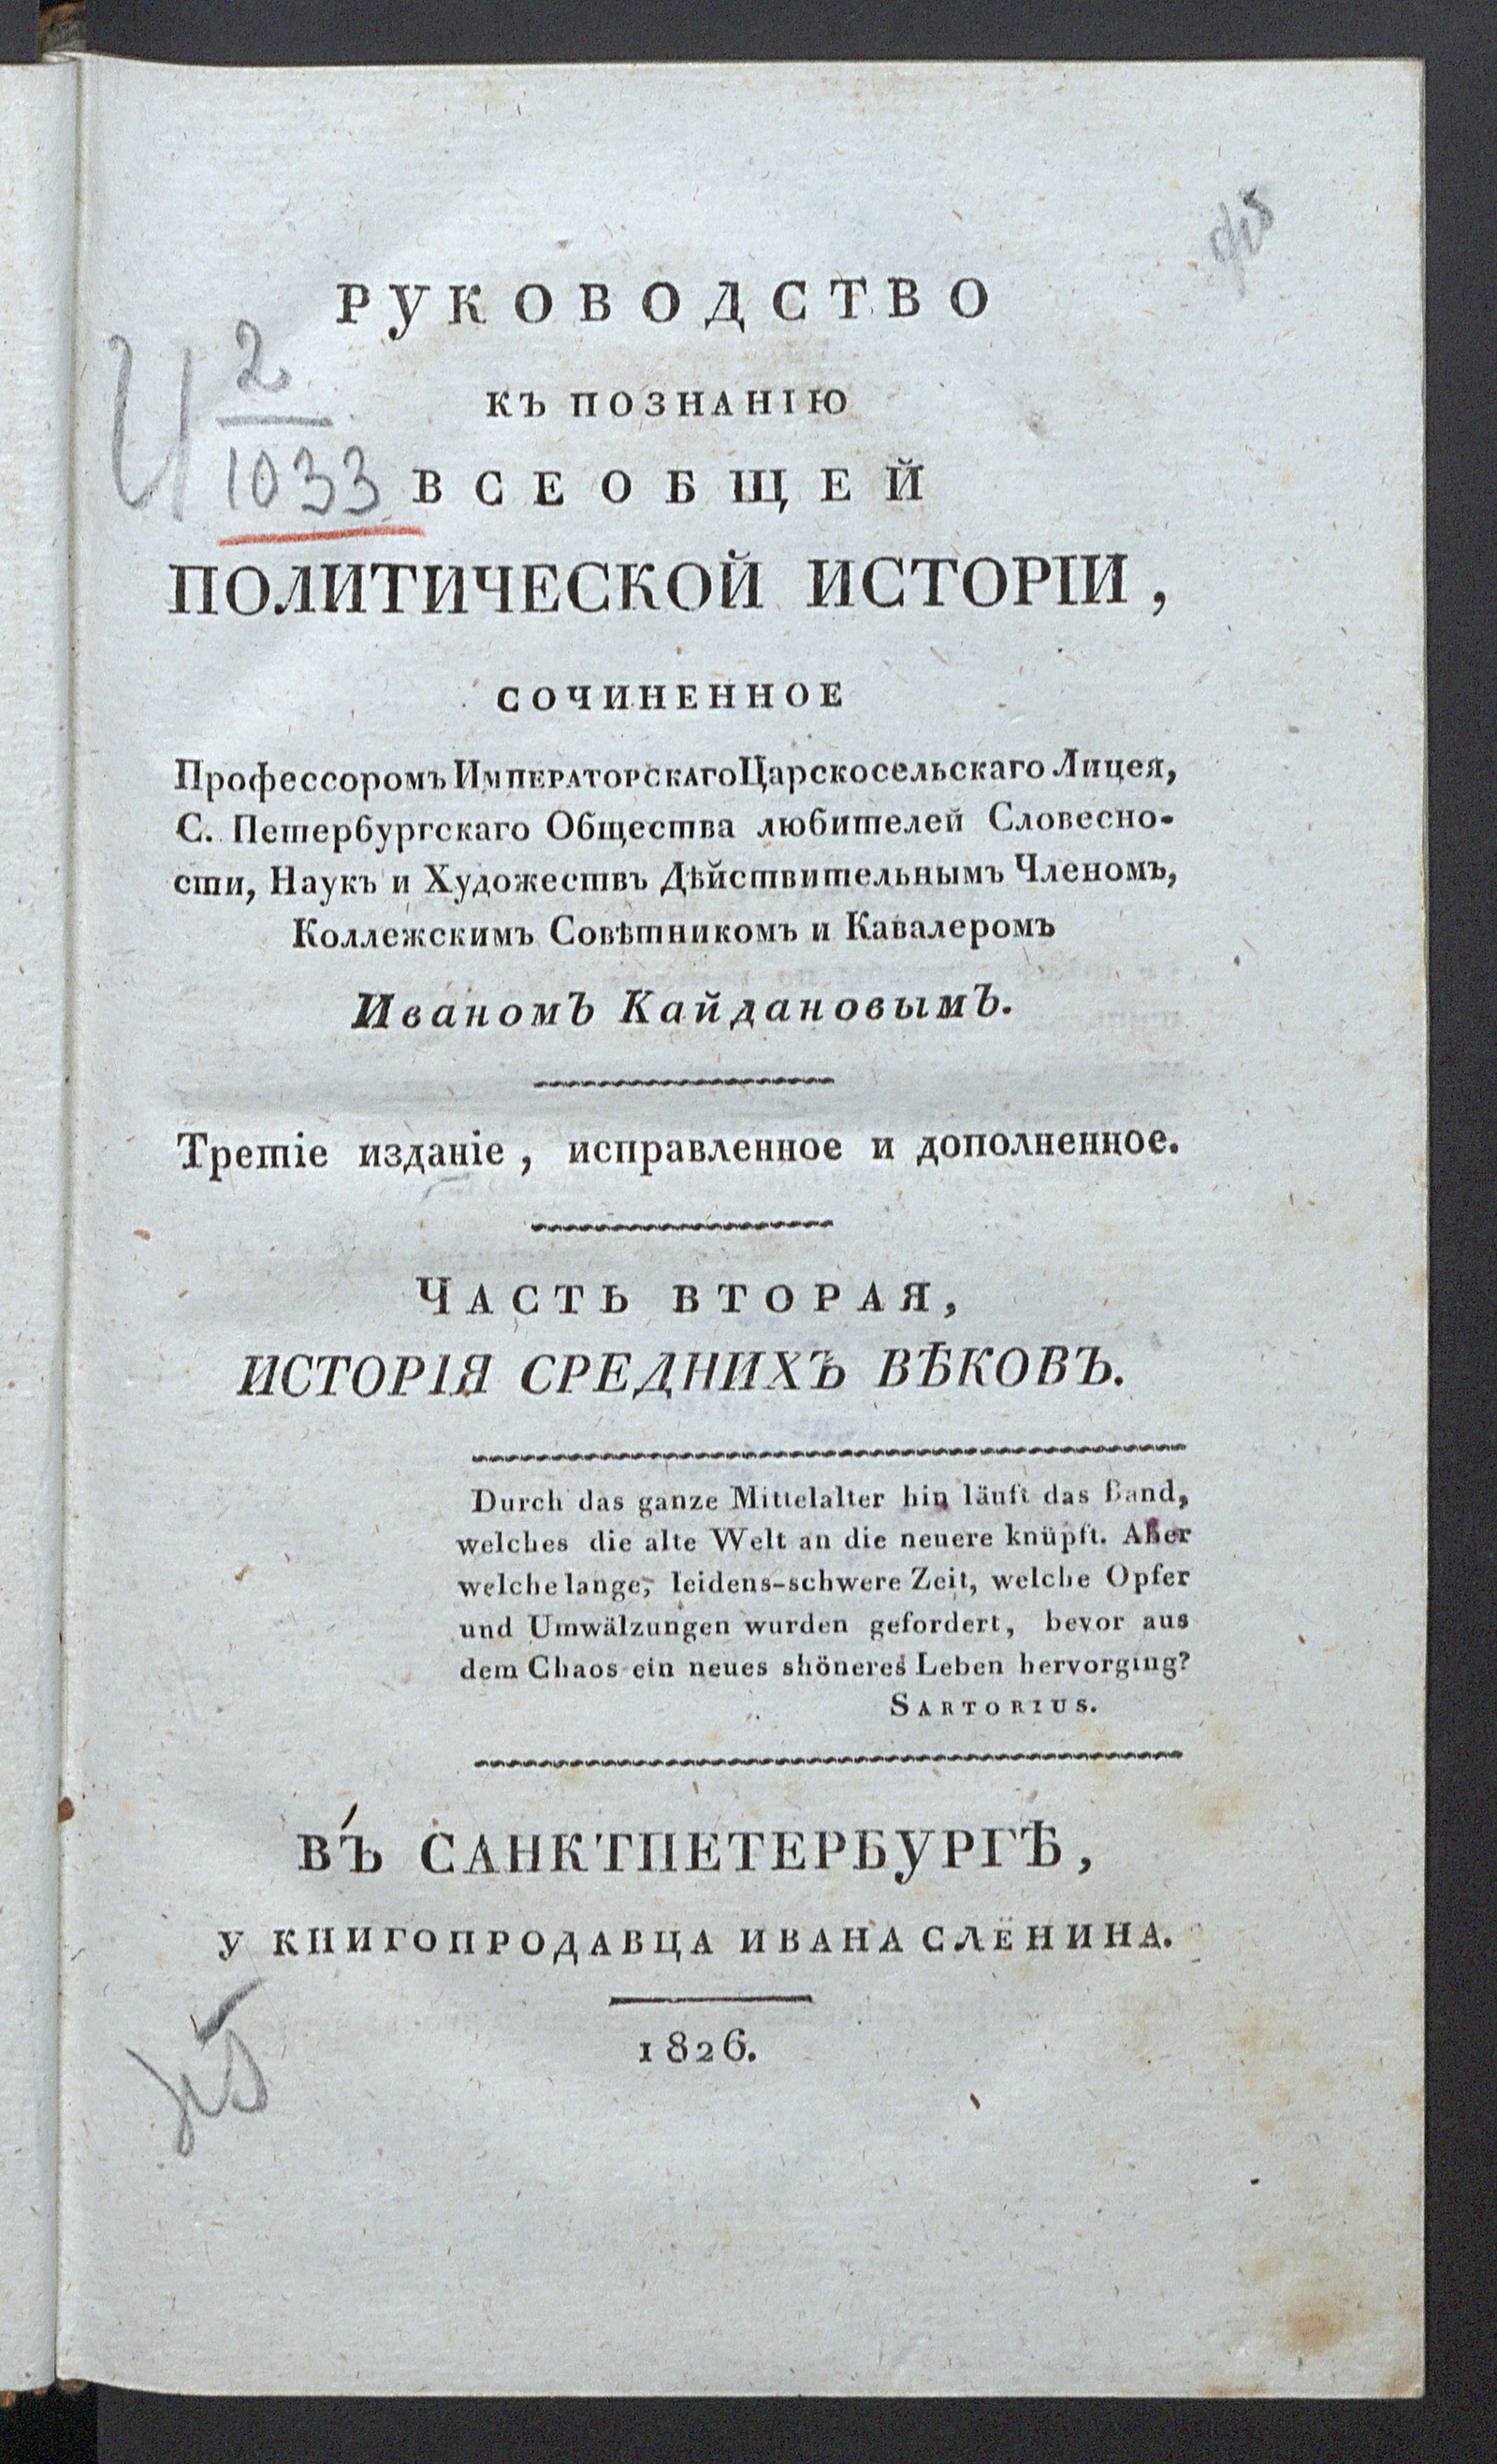 РУКОВОДСТВО
КЪ ПОЗНАНІЮ
И 2
1033
ВСЕОБЩЕЙ
ПОЛИТИЧЕСКОЙ ИСТОРІИ,
СОЧИНЕННОЕ
Профессоромъ ИМПЕРАТОРСКАГО Царскосельскаго Лицея,
С. Петербургскаго Общества любителей Словесно-
сти, Наукъ и Художествъ Дѣйствительнымъ Членомъ,
Коллежскимъ Совѣтникомъ и Кавалеромъ
Иваномъ Кайдановымъ.
Третіе изданіе, исправленное и дополненное.
ЧАСТЬ ВТОРАЯ,
ИСТОРІЯ СРЕДНИХЪ ВѢКОВЪ.
Durch das ganze Mittelalter hin läuft das Band,
welches die alte Welt an die neuere knüpft. Aber
welche lange, leidens-schwere Zeit, welche Opfer
und Umwälzungen wurden gefordert, bevor aus
dem Chaos ein neues shöneres Leben hervorging?
SARTORIUS.
ВЪ САНКТПЕТЕРБУРГѢ,
У КНИГОПРОДАВЦА ИВАНА СЛЁНИНА.
1826.